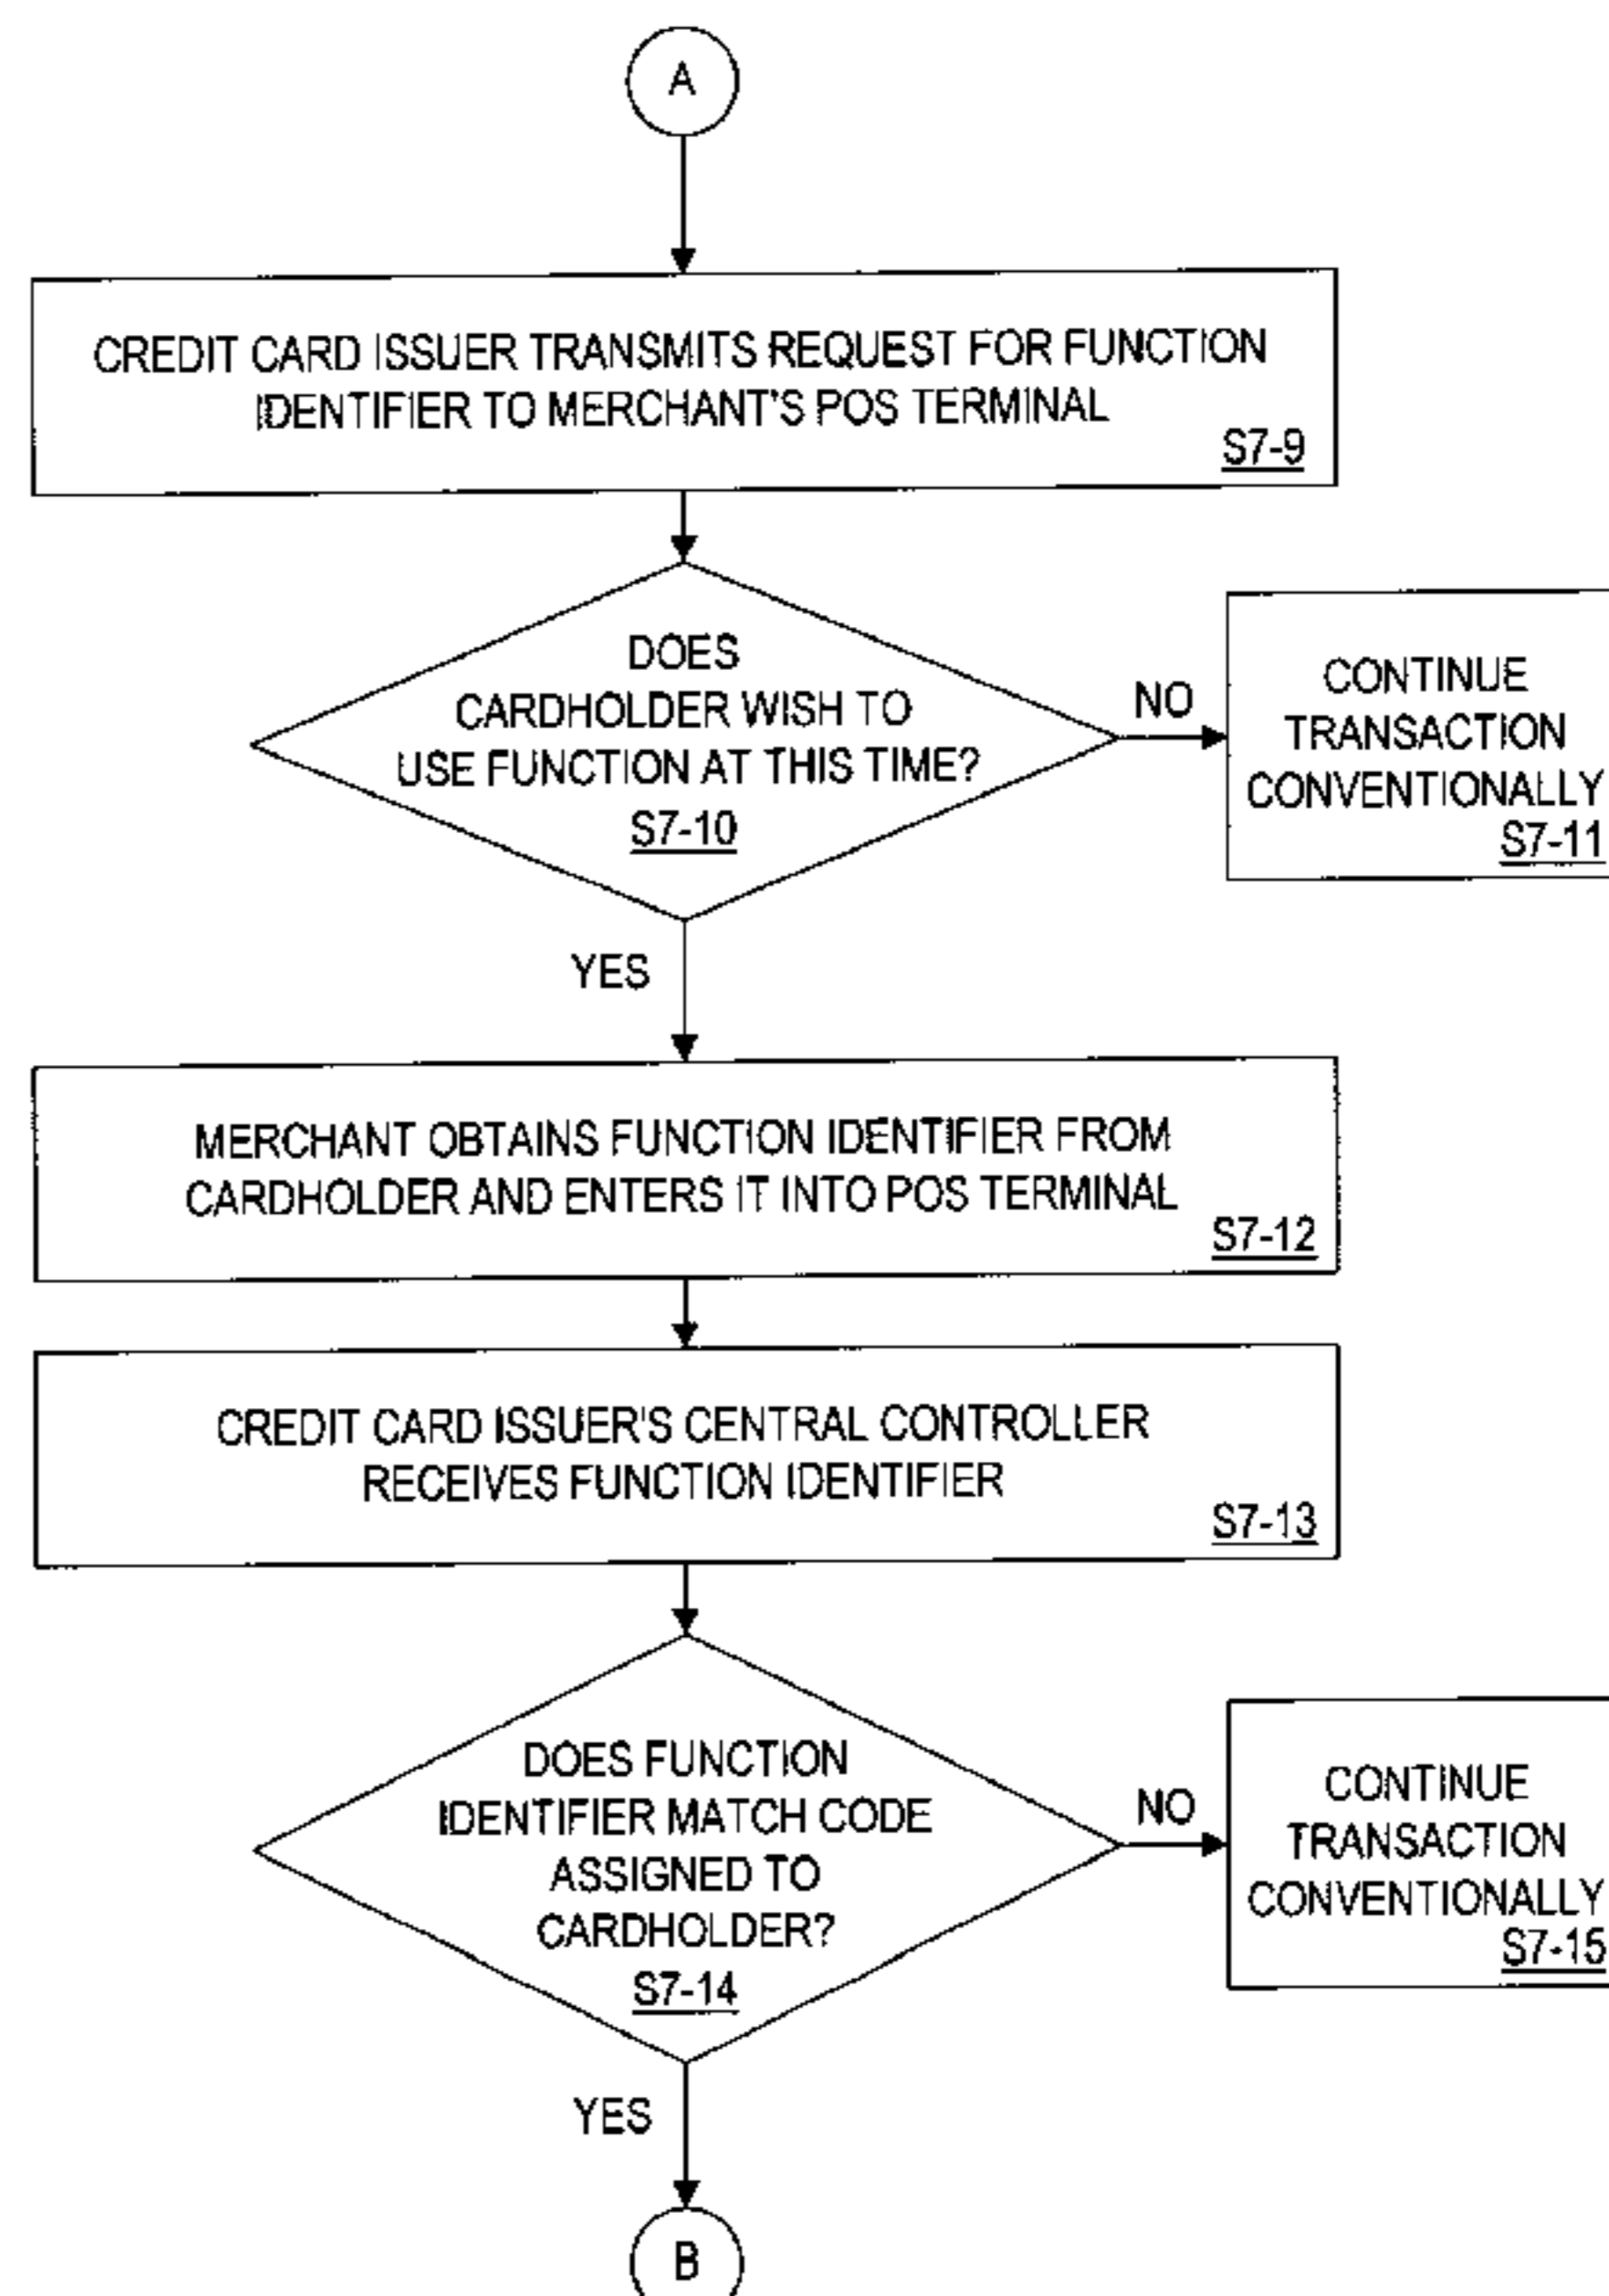 A
CREDIT CARD ISSUER TRANSMITS REQUEST FOR FUNCTION
IDENTIFIER TO MERCHANT'S POS TERMINAL
S7-9
DOES
CARDHOLDER WISH TO
USE FUNCTION AT THIS TIME?
S7-10
NO
CONTINUE
TRANSACTION
CONVENTIONALLY
S7-11
YES
MERCHANT OBTAINS FUNCTION IDENTIFIER FROM
CARDHOLDER AND ENTERS IT INTO POS TERMINAL
S7-12
CREDIT CARD ISSUER'S CENTRAL CONTROLLER
RECEIVES FUNCTION IDENTIFIER
S7-13
DOES FUNCTION
IDENTIFIER MATCH CODE
ASSIGNED TO
CARDHOLDER?
S7-14
NO
CONTINUE
TRANSACTION
CONVENTIONALLY
S7-15
YES
B